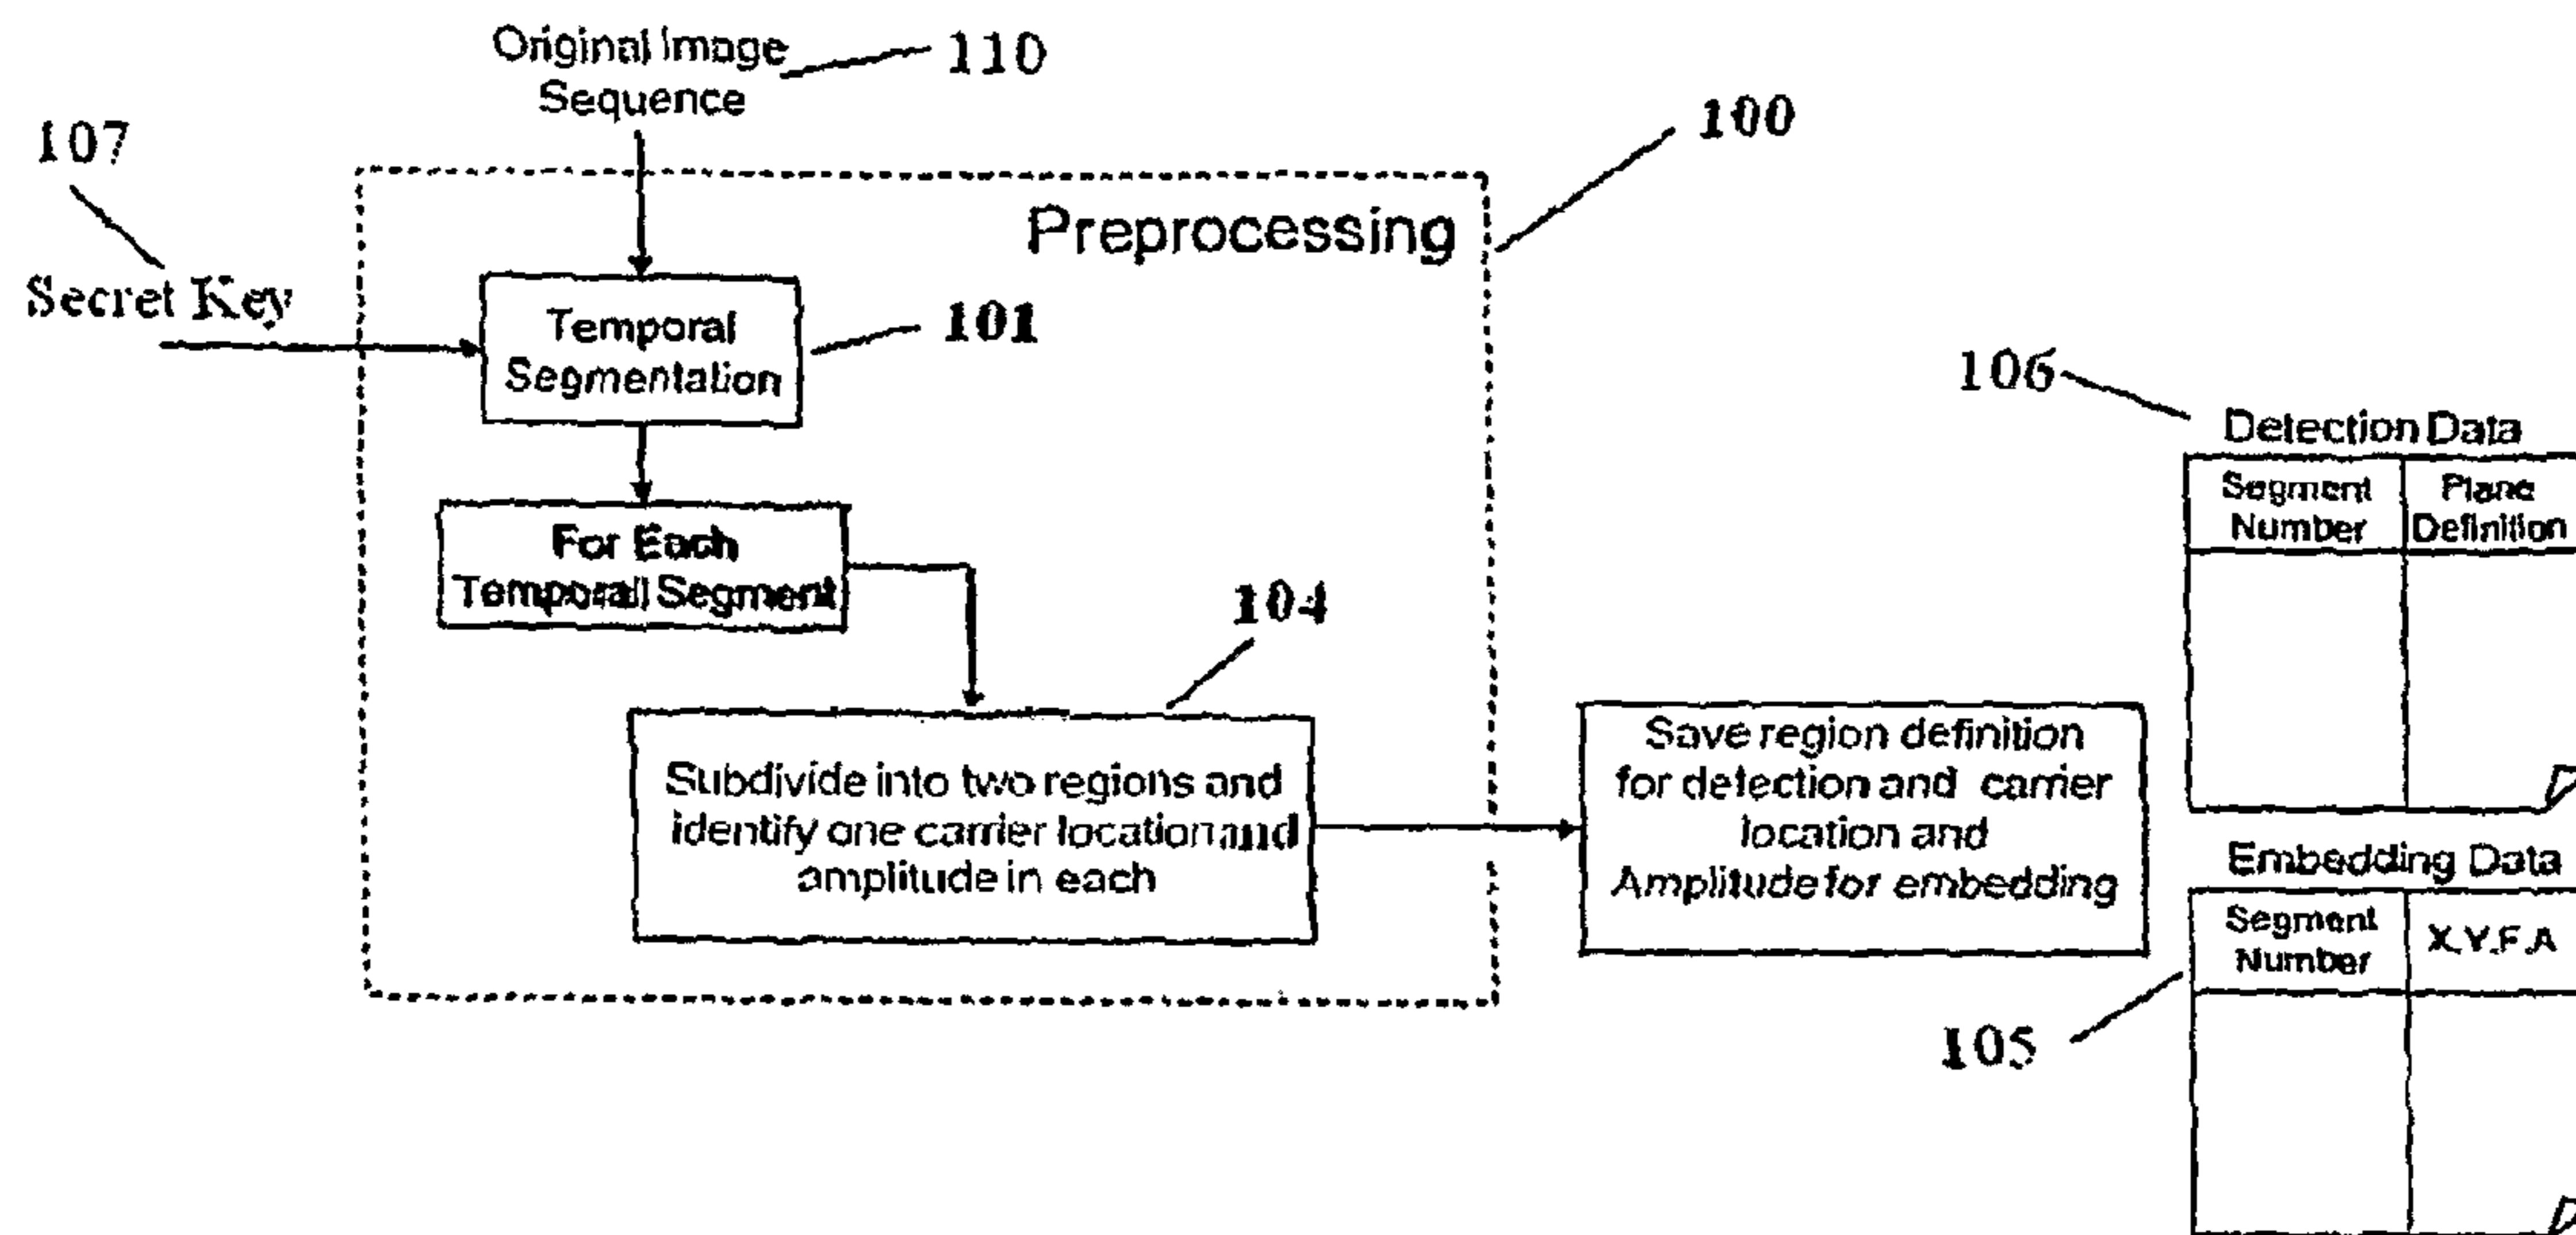 Original Image
Sequence
110
107
100
Preprocessing
Secret Key
Temporal
Segmentation
101
106
Detection Data
Segment
Number
Plane
Definition
For Each
Temporal Segment
104
Subdivide into two regions and
identify one carrier location and
amplitude in each
Save region definition
for detection and carrier
location and
Amplitude for embedding
Embedding Data
Segment
Number
X.Y.F.A
105